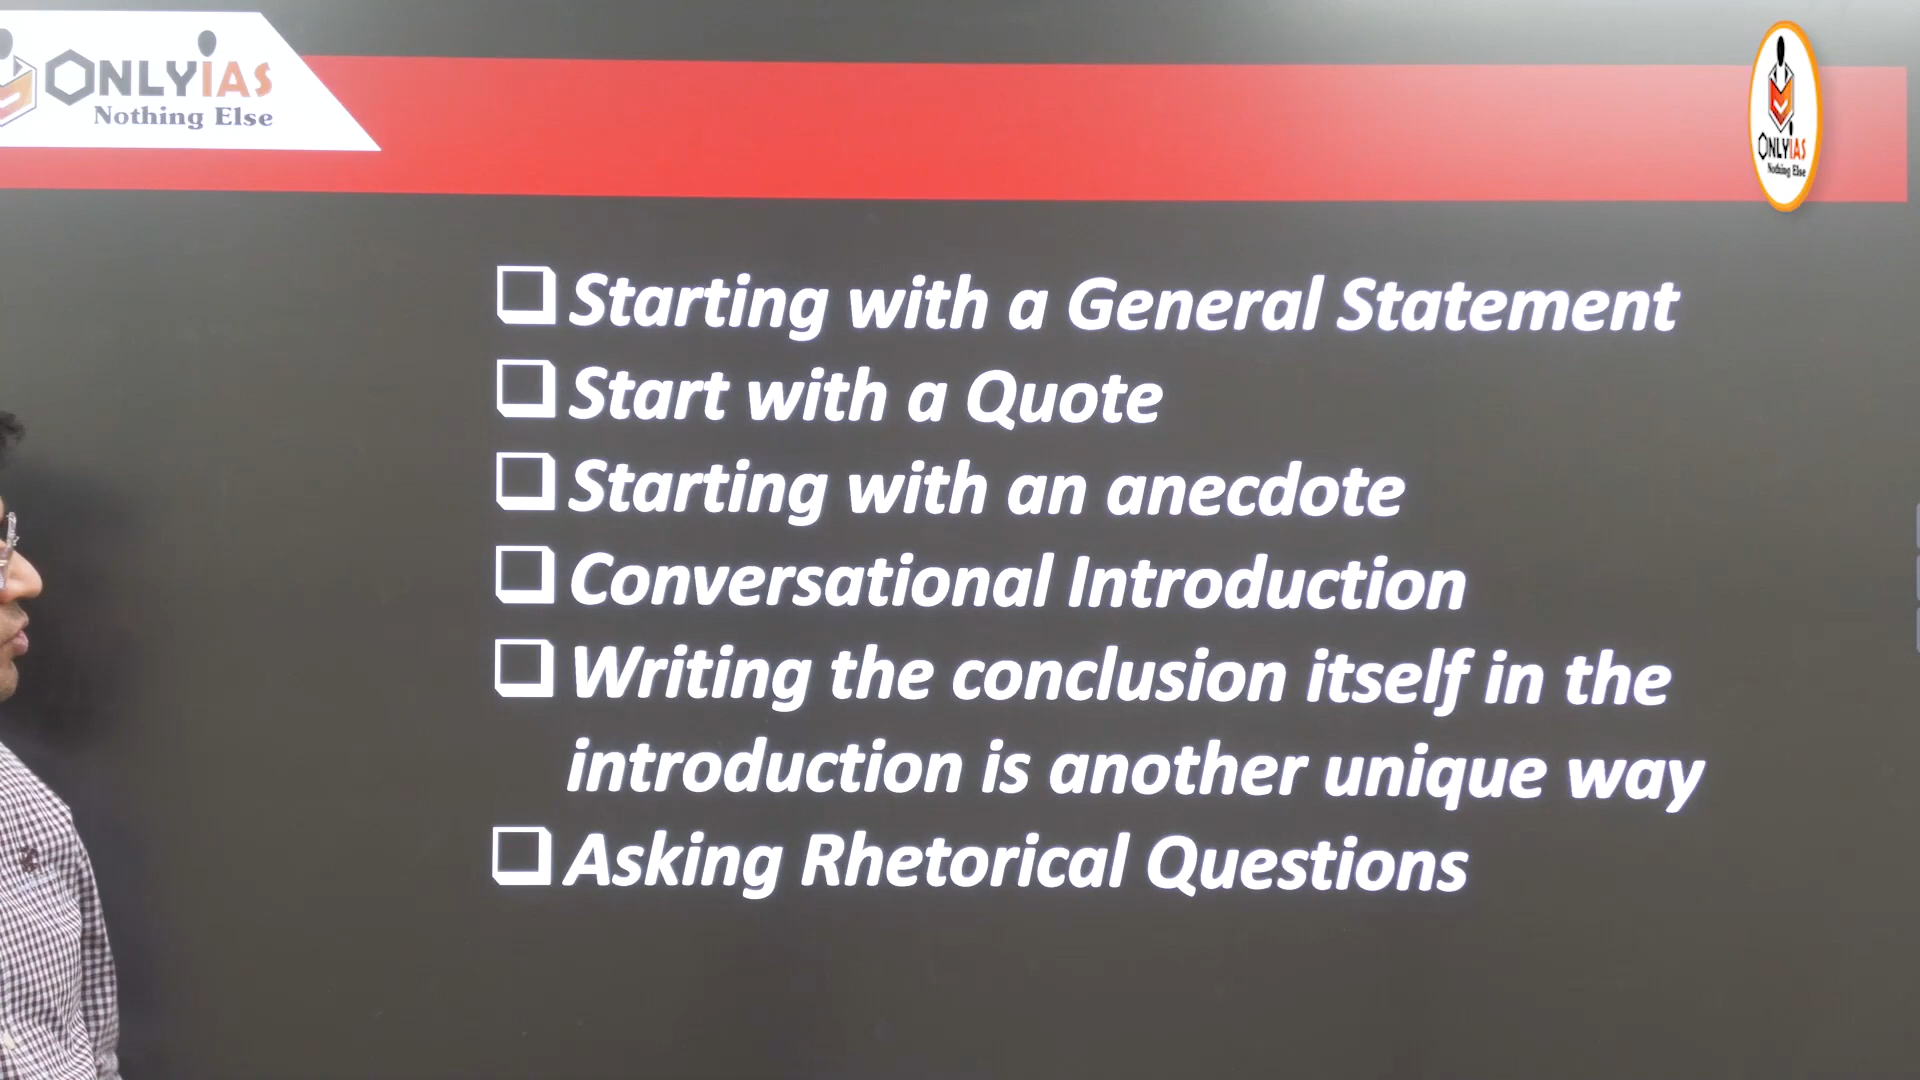 ONLYIAS
Nothing Else
ONLYIAS
Nothing Else
Starting with a General Statement
Start with a Quote
Starting with an anecdote
Conversational Introduction
Writing the conclusion itself in the
introduction is another unique way
Asking Rhetorical Questions